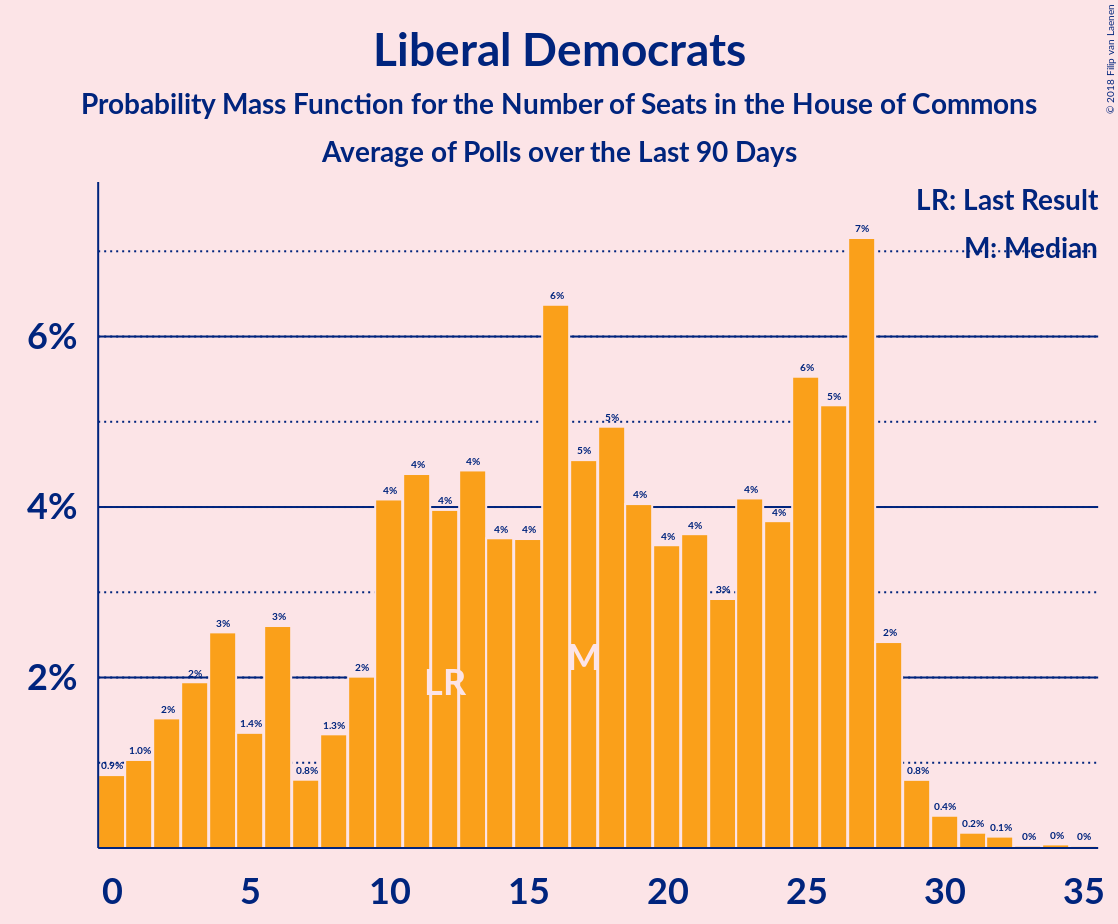 Liberal Democrats
Probability Mass Function for the Number of Seats in the House of Commons
Average of Polls over the Last 90 Days
© 2018 Filip van Laenen
LR: Last Result
M: Median
6%
4%
2%
0.9% 1.0% 2% 2% 3% 1.4% 3% 0.8% 1.3% 2% 4% 4% 4% 4% 4% 4% 6% 5% 5% 4% 4% 4% 3% 4% 4% 6% 5% 7% 2% 0.8% 0.4% 0.2% 0.1% 0% 0% 0%
LR M
0 5 10 15 20 25 30 35